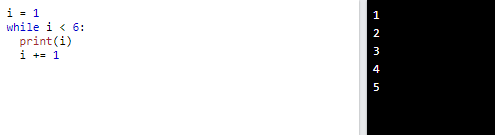 i = 1
while i < 6:
  print(i)
  i += 1
1
2
3
4
5